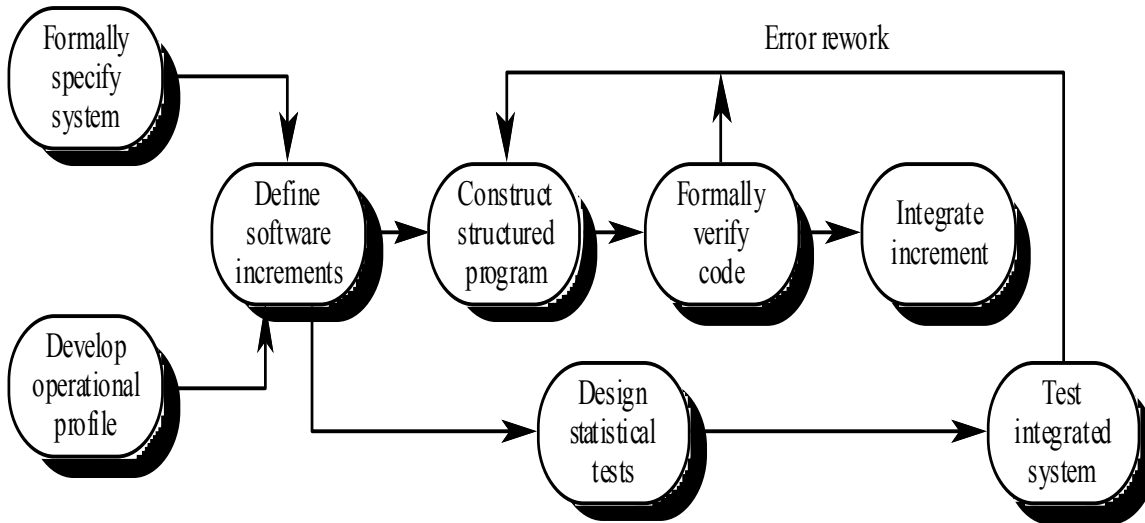 Formally
specify
system
Error rework
Define
software
increments
Construct
structured
program
Formally
verify
code
Integrate
increment
Develop
operational
profile
Design
statistical
tests
Test
integrated
system